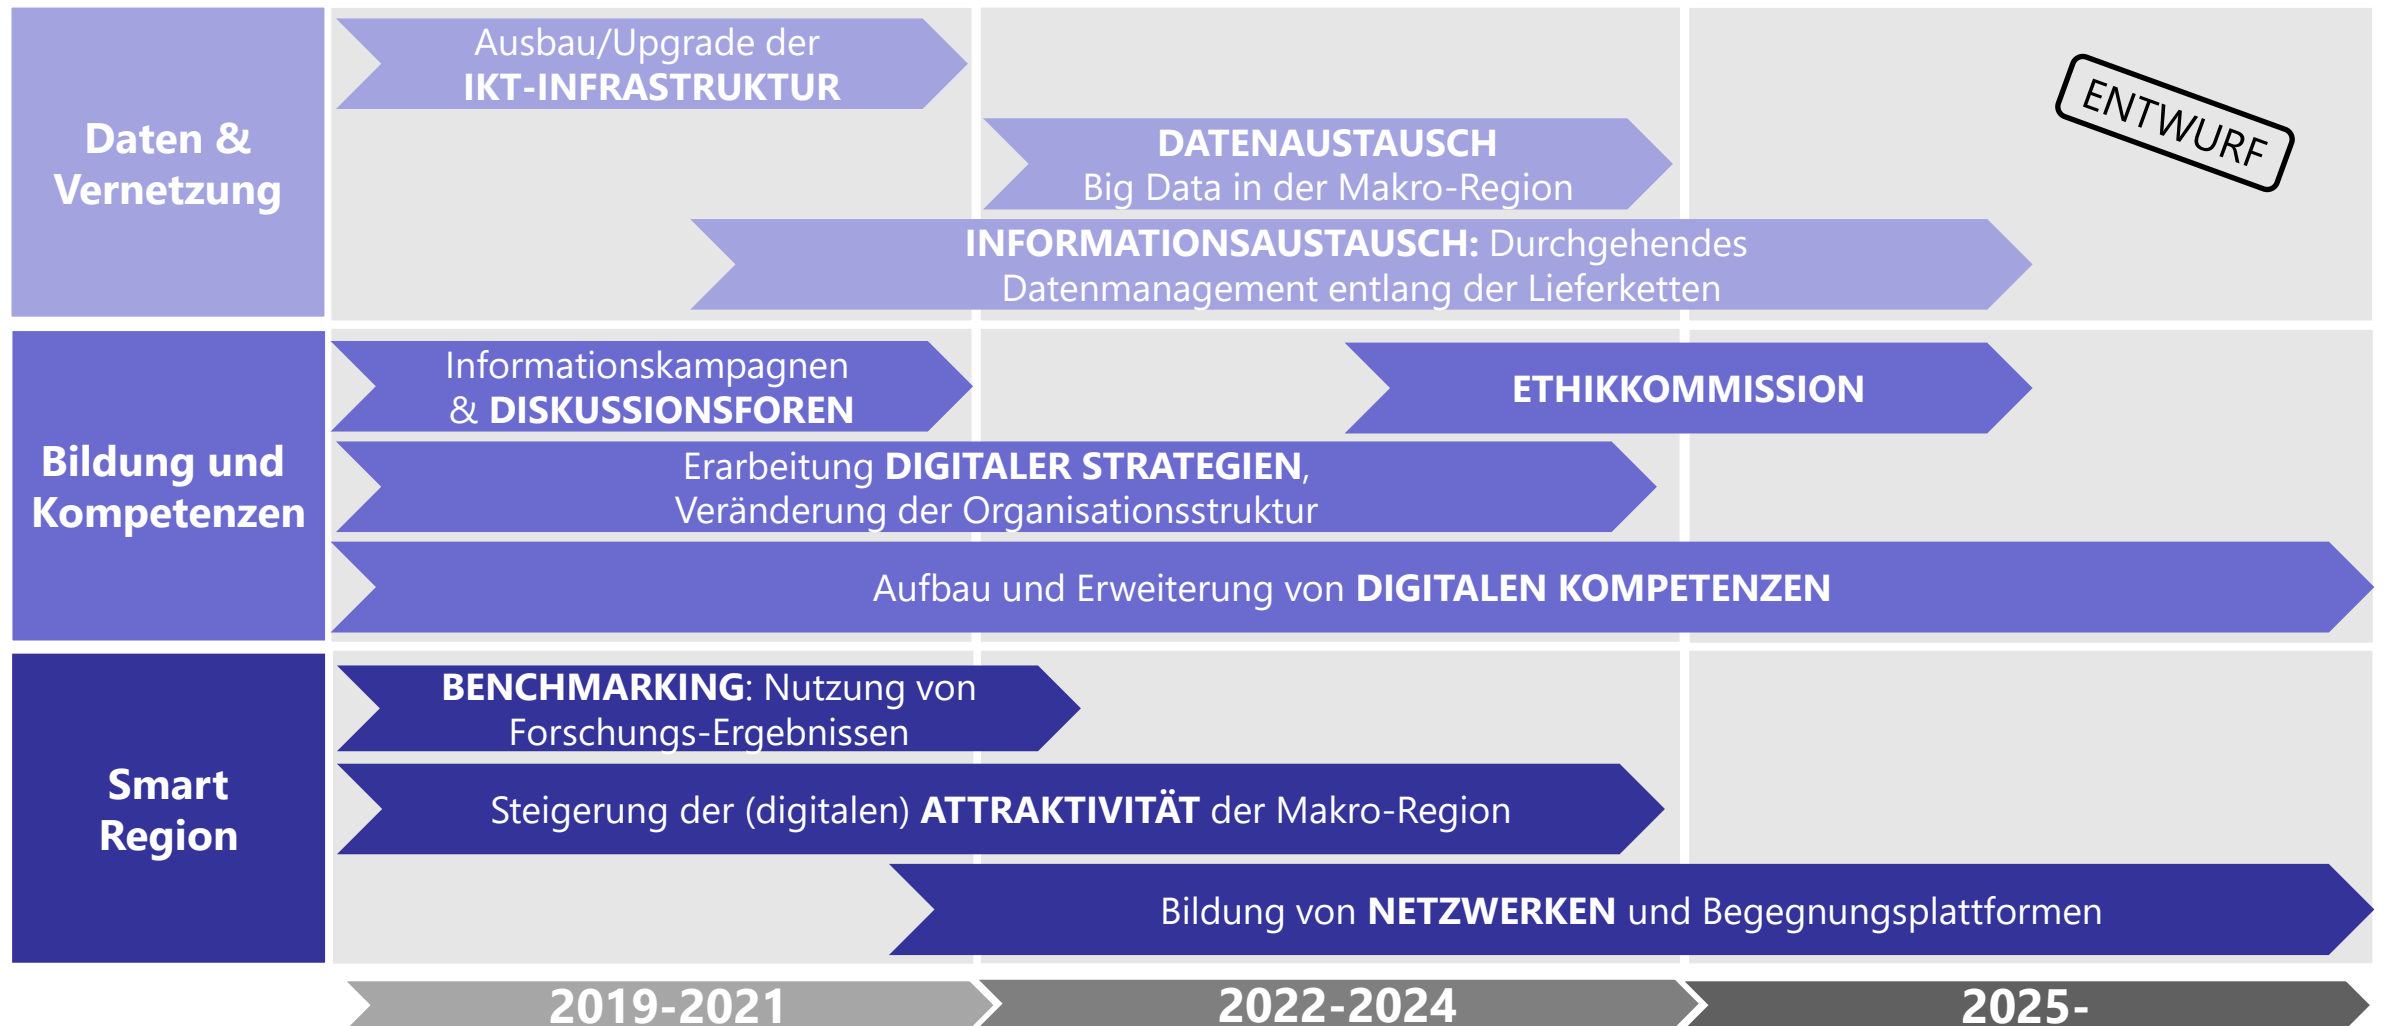 Daten &
Vernetzung
Ausbau/Upgrade der
IKT-INFRASTRUKTUR
ENTWURF
DATENAUSTAUSCH
Big Data in der Makro-Region
INFORMATIONSAUSTAUSCH: Durchgehendes
Datenmanagement entlang der Lieferketten
Bildung und
Kompetenzen
Informationskampagnen
& DISKUSSIONSFOREN
ETHIKKOMMISSION
Erarbeitung DIGITALER STRATEGIEN,
Veränderung der Organisationsstruktur
Aufbau und Erweiterung von DIGITALEN KOMPETENZEN
Smart
Region
BENCHMARKING: Nutzung von
Forschungs-Ergebnissen
Steigerung der (digitalen) ATTRAKTIVITÄT der Makro-Region
Bildung von NETZWERKEN und Begegnungsplattformen
2019-2021
2022-2024
2025-